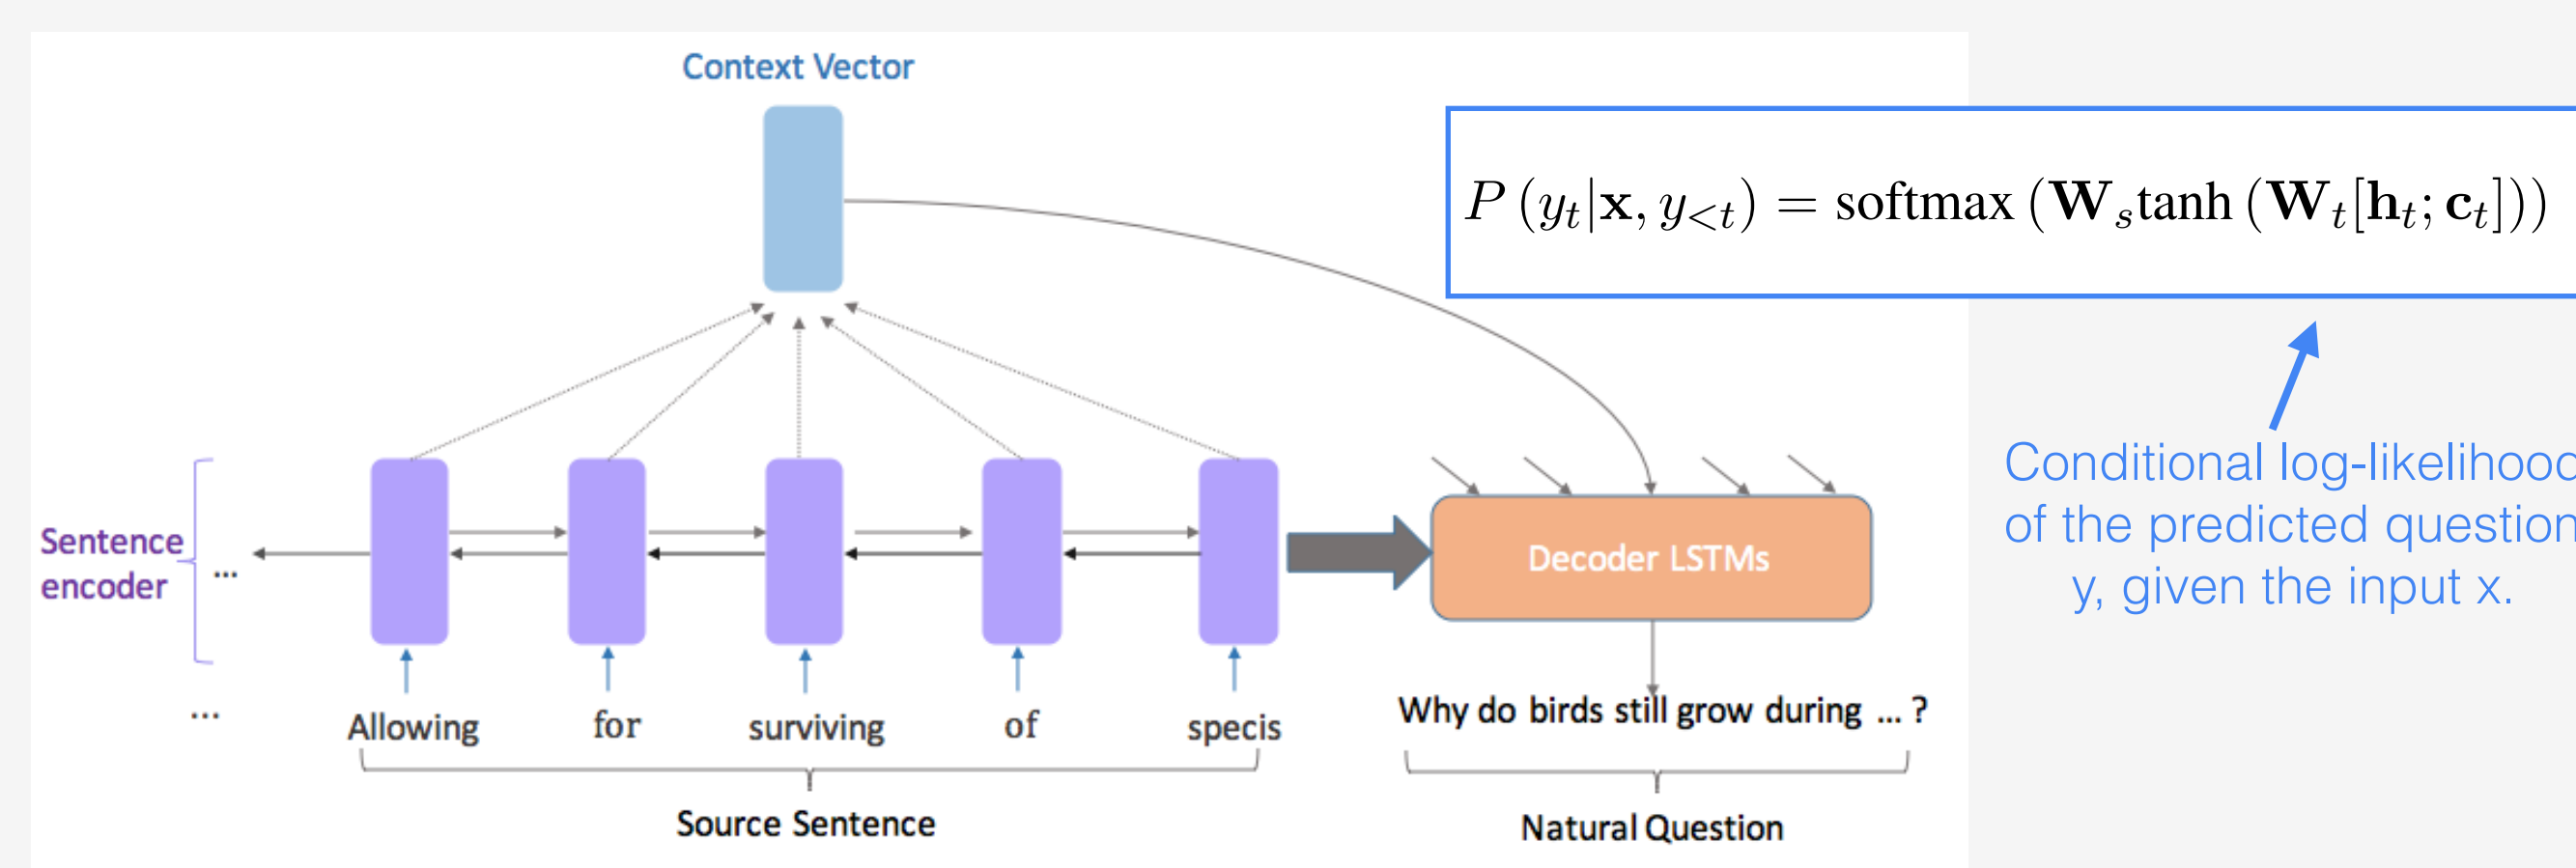 Context Vector
P (y_t|x, y_{<t}) = softmax (W_s tanh (W_t[h_t; c_t]))
Conditional log-likelihood
of the predicted question
y, given the input x.
Sentence
encoder
...
Decoder LSTMs
...
Allowing for surviving of specis
Why do birds still grow during ... ?
Source Sentence
Natural Question